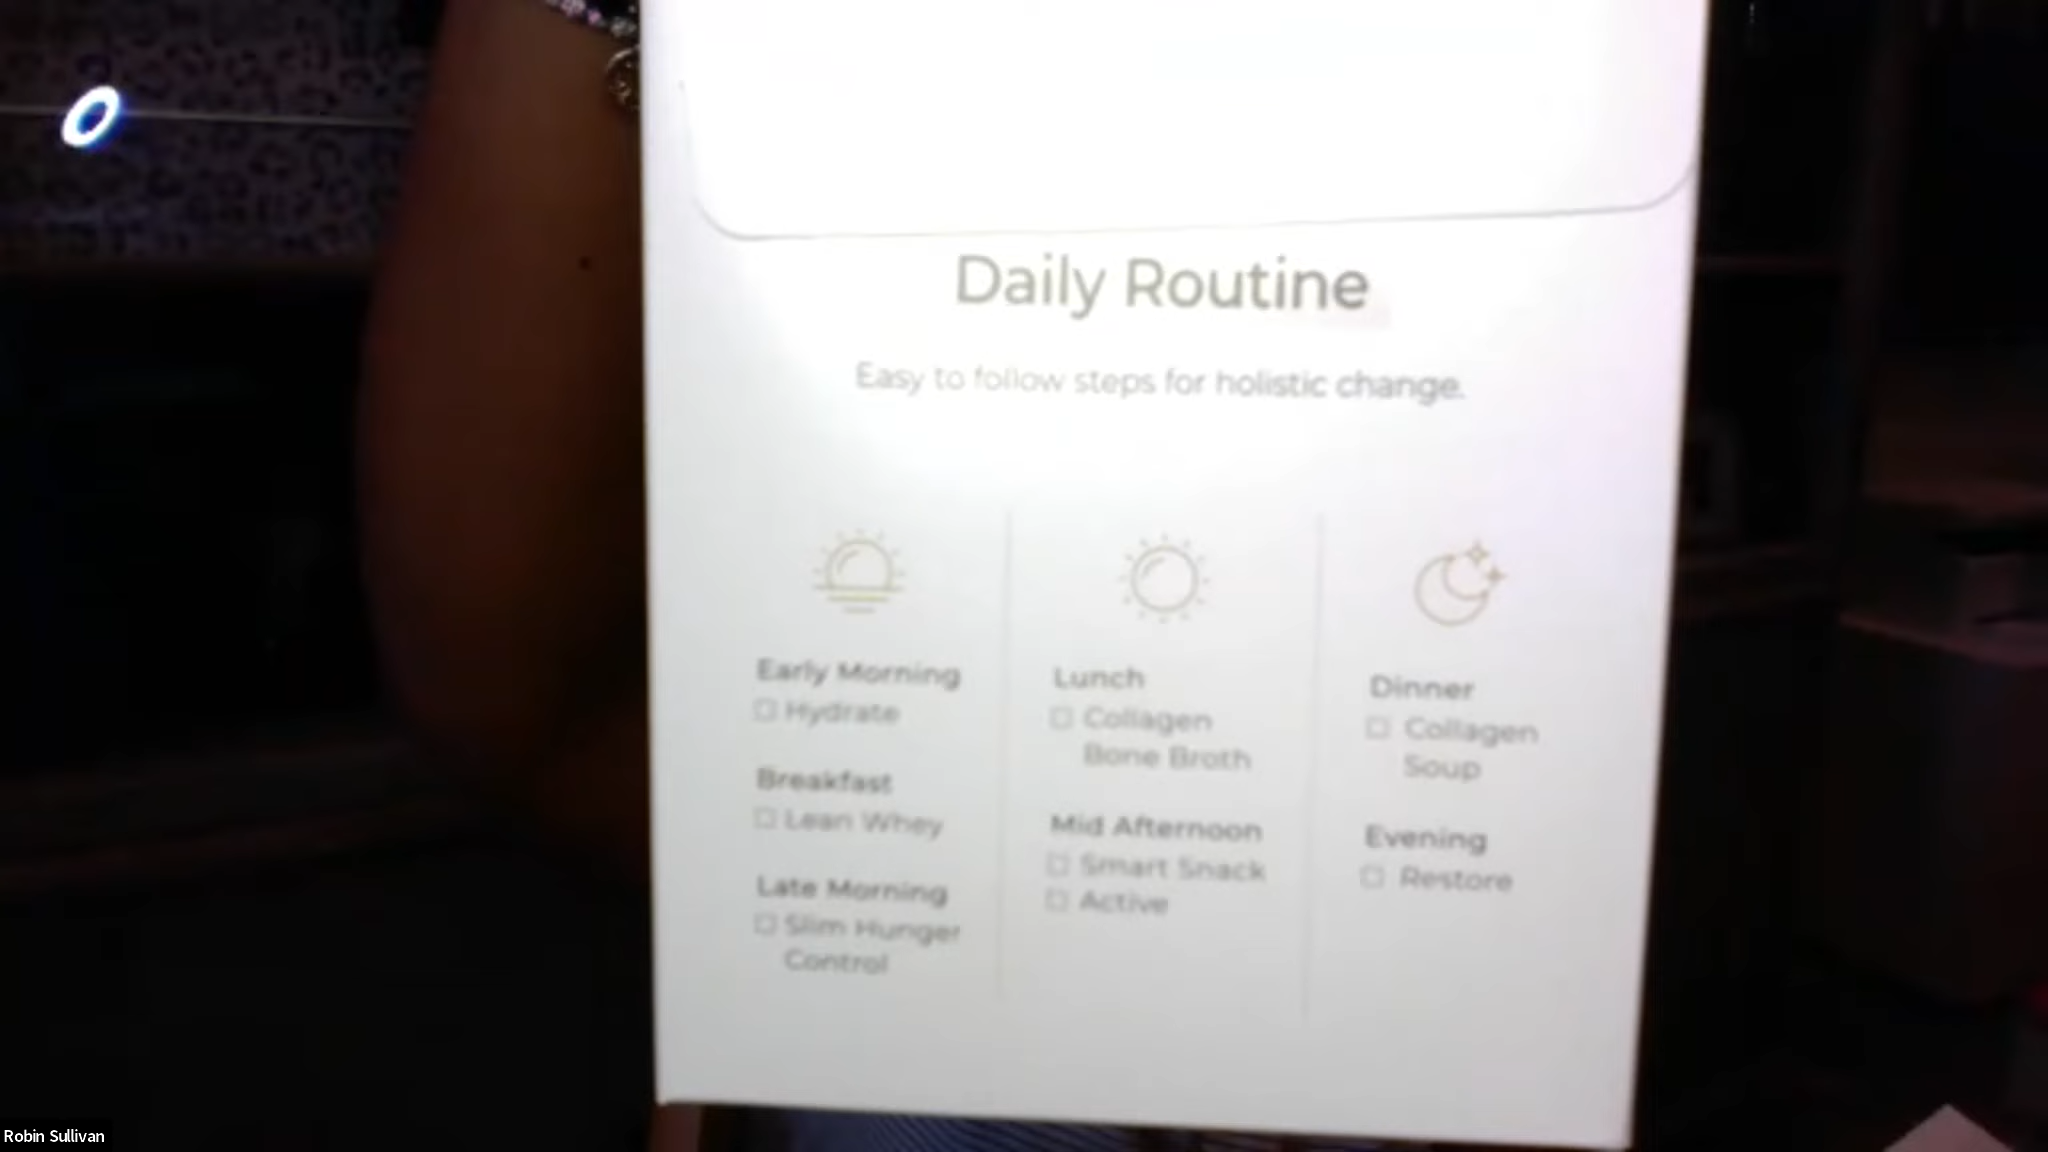 Daily Routine
Easy to follow steps for holistic change.
Early Morning
Hydrate
Breakfast
Lean Whey
Late Morning
Slim Hunger
Control
Lunch
Collagen
Bone Broth
Mid Afternoon
Smart Snack
Active
Dinner
Collagen
Soup
Evening
Restore
Robin Sullivan